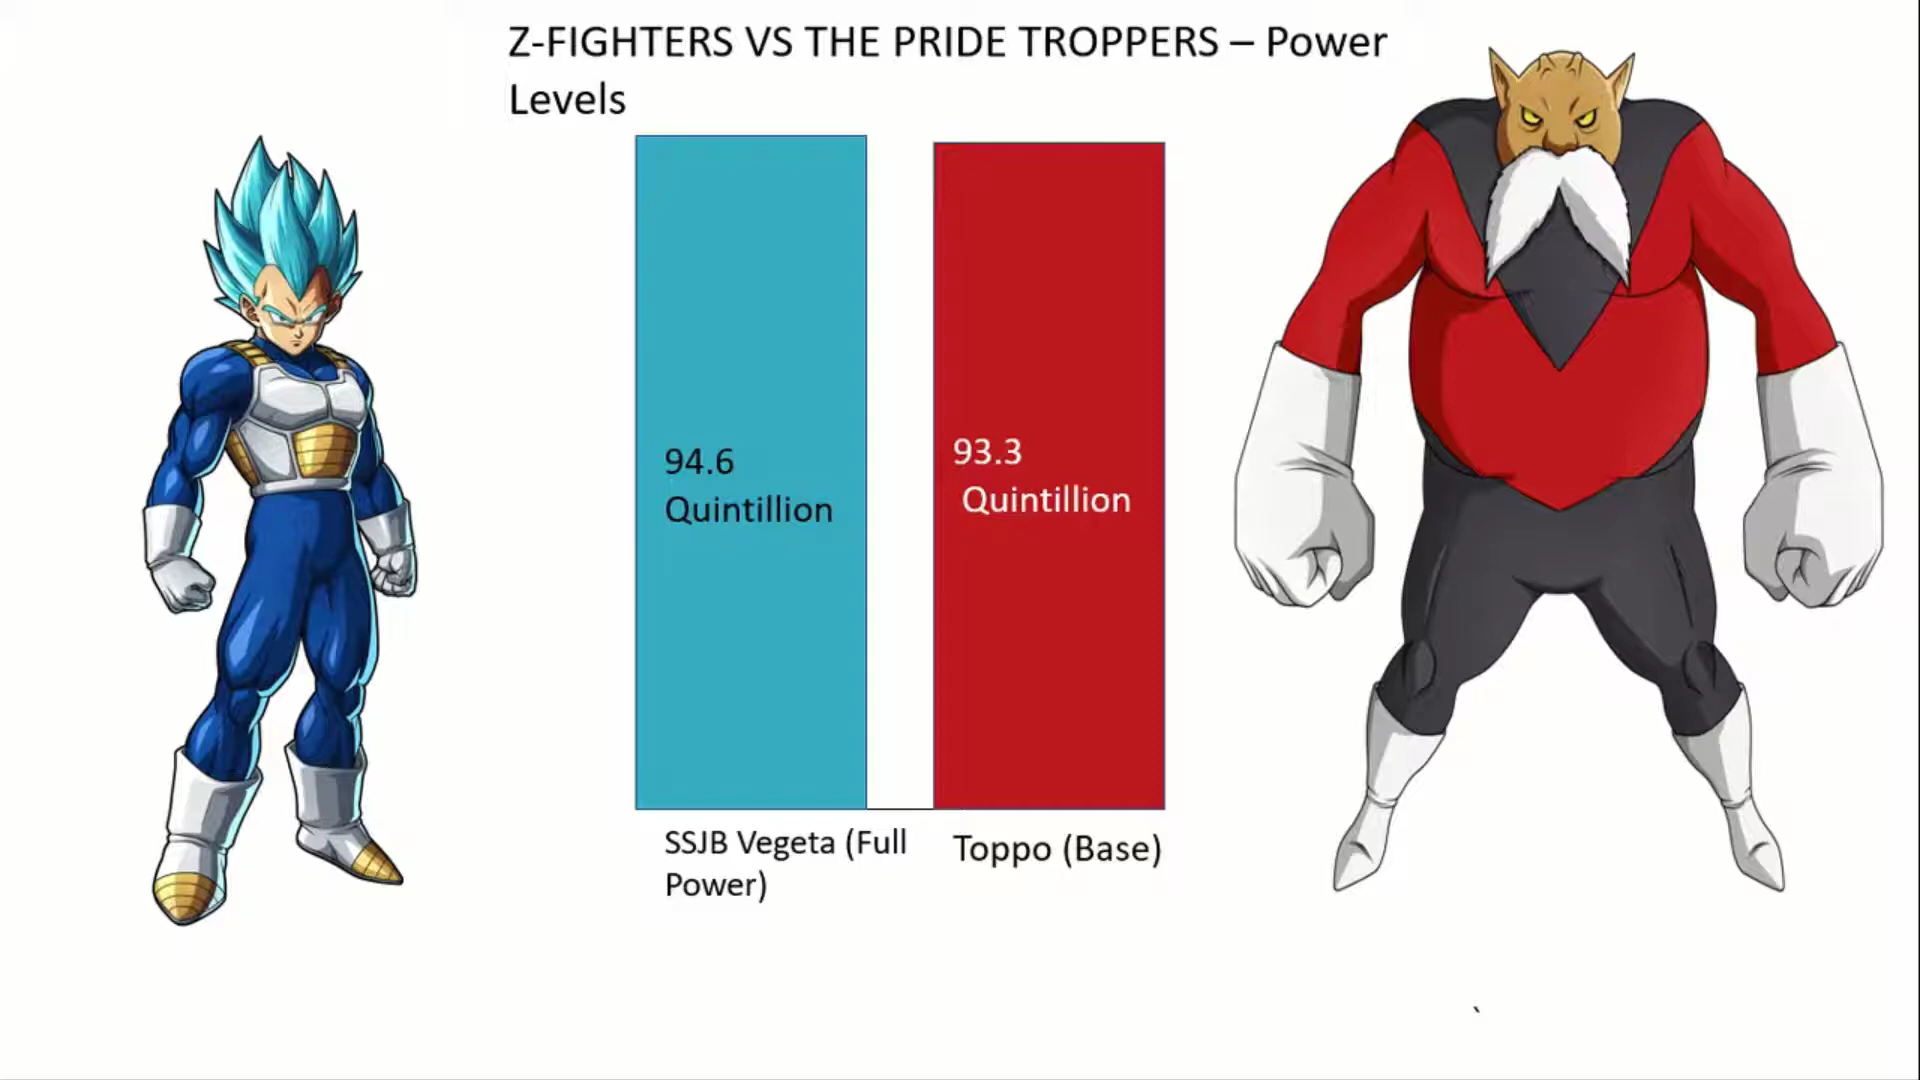 Z-FIGHTERS VS THE PRIDE TROPPERS – Power
Levels
94.6
Quintillion
93.3
Quintillion
SSJB Vegeta (Full
Power)
Toppo (Base)
`